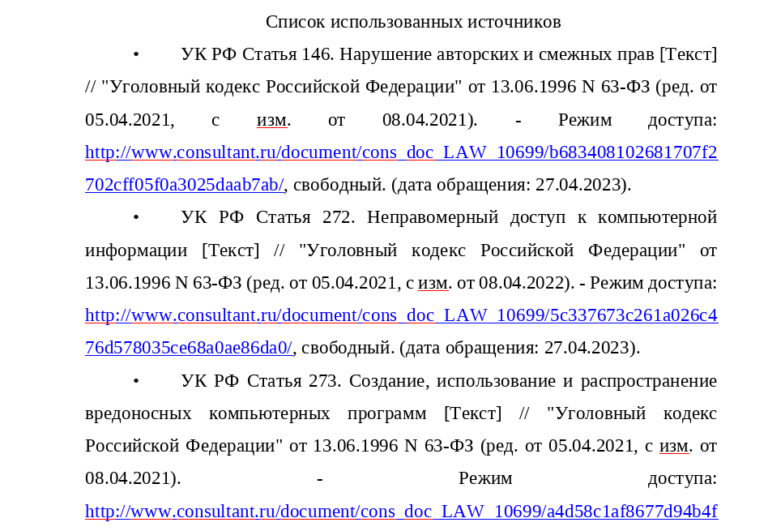 Список использованных источников
• УК РФ Статья 146. Нарушение авторских и смежных прав [Текст]
// "Уголовный кодекс Российской Федерации" от 13.06.1996 N 63-ФЗ (ред. от
05.04.2021, с изм. от 08.04.2021). - Режим доступа:
http://www.consultant.ru/document/cons_doc_LAW_10699/b683408102681707f2
702cff05f0a3025daab7ab/, свободный. (дата обращения: 27.04.2023).
• УК РФ Статья 272. Неправомерный доступ к компьютерной
информации [Текст] // "Уголовный кодекс Российской Федерации" от
13.06.1996 N 63-ФЗ (ред. от 05.04.2021, с изм. от 08.04.2022). - Режим доступа:
http://www.consultant.ru/document/cons_doc_LAW_10699/5c337673c261a026c4
76d578035ce68a0ae86da0/, свободный. (дата обращения: 27.04.2023).
• УК РФ Статья 273. Создание, использование и распространение
вредоносных компьютерных программ [Текст] // "Уголовный кодекс
Российской Федерации" от 13.06.1996 N 63-ФЗ (ред. от 05.04.2021, с изм. от
08.04.2021). - Режим доступа:
http://www.consultant.ru/document/cons_doc_LAW_10699/a4d58c1af8677d94b4f